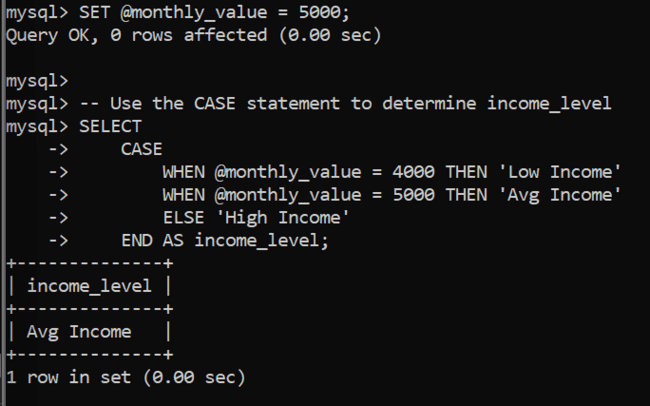 mysql> SET @monthly_value = 5000;
Query OK, 0 rows affected (0.00 sec)
mysql>
mysql> -- Use the CASE statement to determine income_level
mysql> SELECT
    ->     CASE
    ->         WHEN @monthly_value = 4000 THEN 'Low Income'
    ->         WHEN @monthly_value = 5000 THEN 'Avg Income'
    ->         ELSE 'High Income'
    ->     END AS income_level;
+--------------+
| income_level |
+--------------+
| Avg Income   |
+--------------+
1 row in set (0.00 sec)